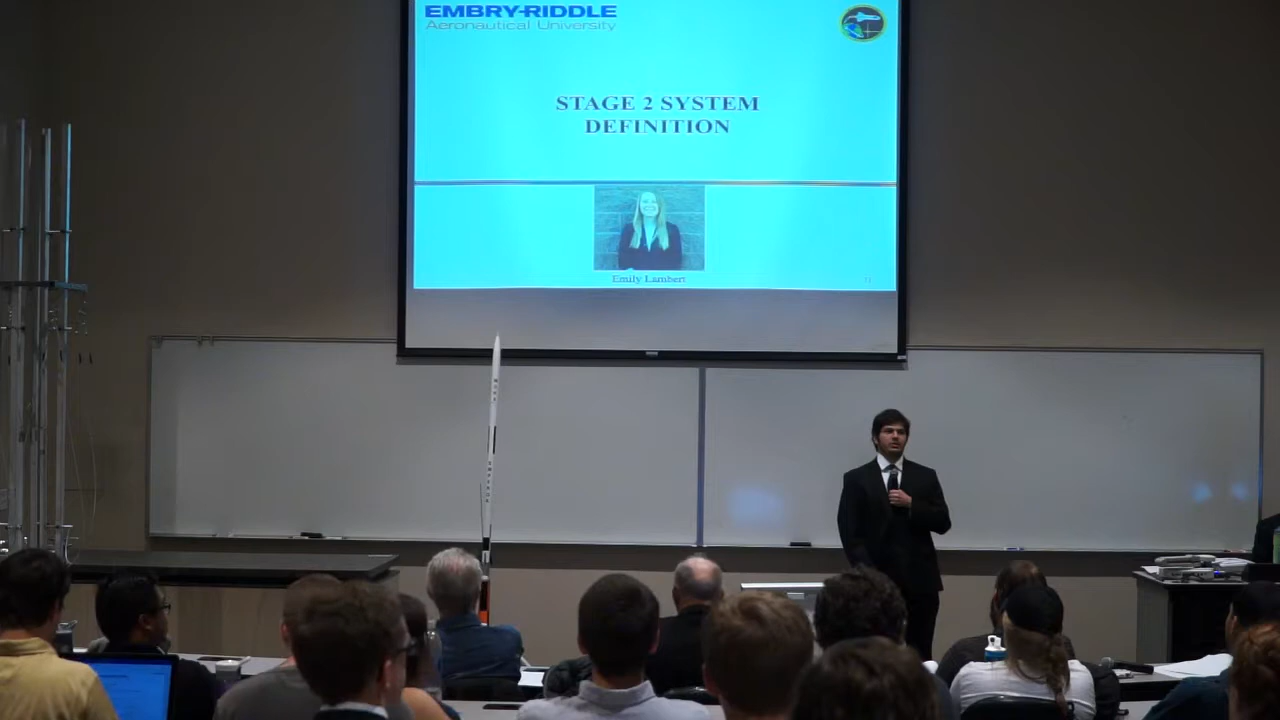 EMBRY-RIDDLE
Aeronautical University
STAGE 2 SYSTEM
DEFINITION
Emily Lambert